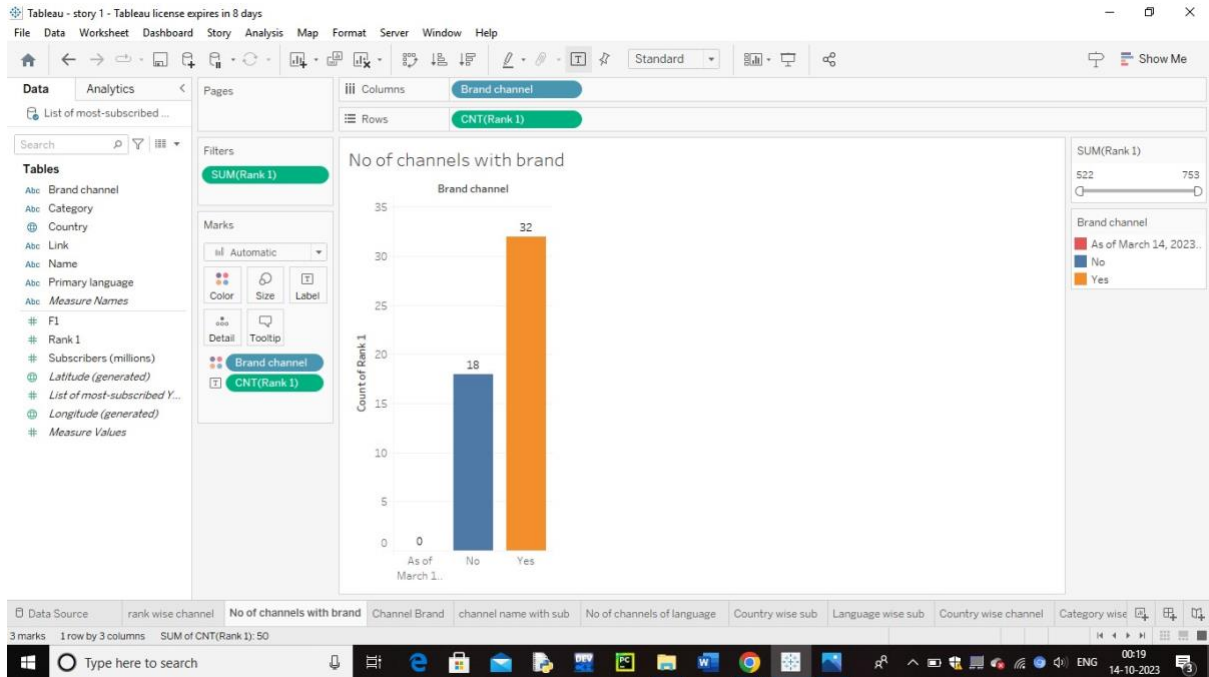 Tableau - story 1 - Tableau license expires in 8 days
File Data Worksheet Dashboard Story Analysis Map Format Server Window Help
Standard
Show Me
Data Analytics
Pages
Columns Brand channel
List of most-subscribed ...
Rows CNT(Rank 1)
Search
Tables
Abc Brand channel
Abc Category
Country
Abc Link
Abc Name
Abc Primary language
Abc Measure Names
# F1
# Rank 1
# Subscribers (millions)
Latitude (generated)
# List of most-subscribed Y...
Longitude (generated)
# Measure Values
Filters
SUM(Rank 1)
Marks
Automatic
Color Size Label
Detail Tooltip
Brand channel
CNT(Rank 1)
No of channels with brand
Brand channel
Count of Rank 1
35
30
25
20
15
10
5
0
0
18
32
As of March 1..
No
Yes
SUM(Rank 1)
522 753
Brand channel
As of March 14, 2023..
No
Yes
Data Source rank wise channel No of channels with brand Channel Brand channel name with sub No of channels of language Country wise sub Language wise sub Country wise channel Category wise
3 marks 1 row by 3 columns SUM of CNT(Rank 1): 50
Type here to search
DEV
PC
ENG
00:19
14-10-2023
3